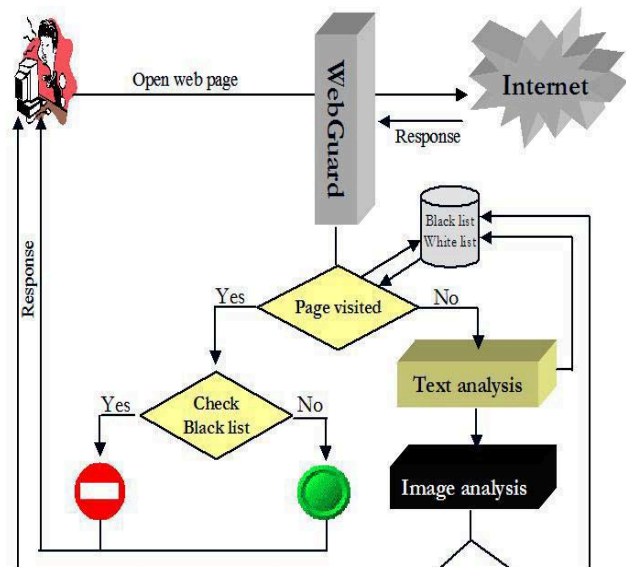 Open web page
WebGuard
Internet
Response
Black list
White list
Yes
Page visited
No
Response
Text analysis
Yes
Check
Black list
No
Image analysis